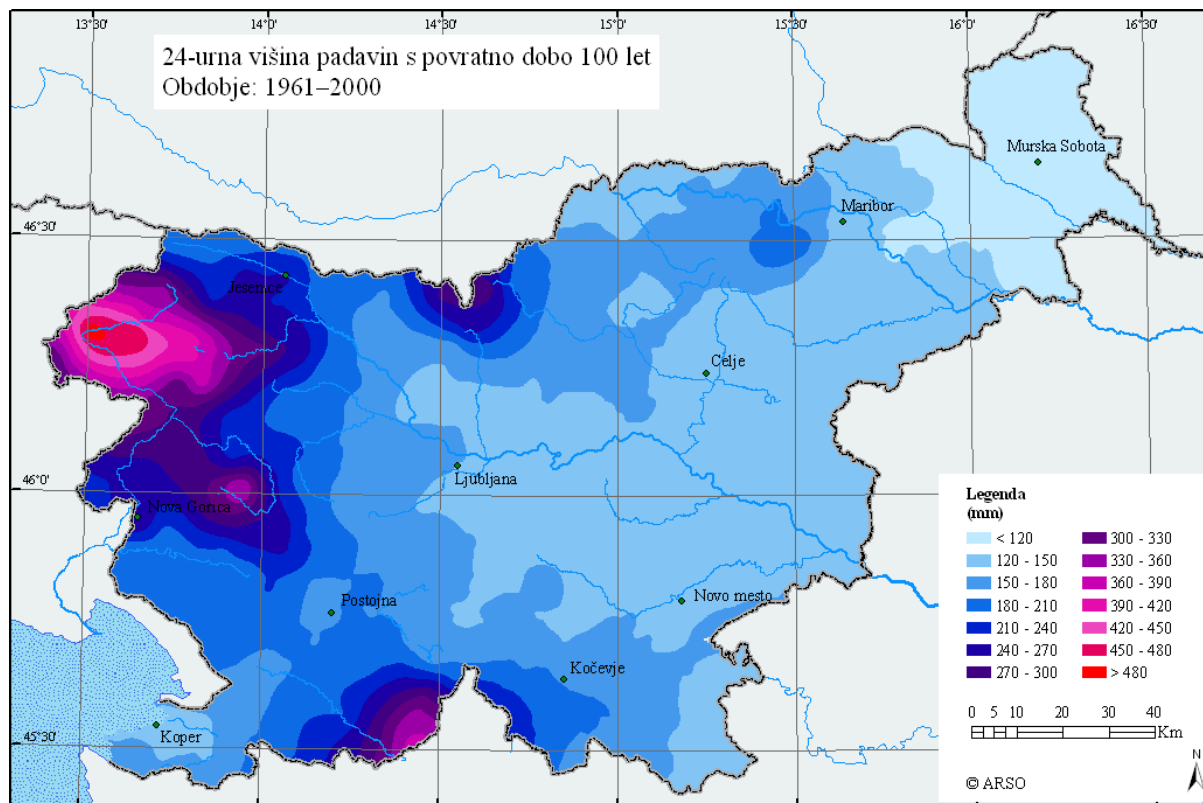 13°30' 14°0' 14°30' 15°0' 15°30' 16°0' 16°30'
24-urna višina padavin s povratno dobo 100 let
Obdobje: 1961–2000
Murska Sobota
Maribor
46°30'
Jesenice
Celje
Ljubljana
46°0'
Nova Gorica
Postojna
Novo mesto
Kočevje
Koper
45°30'
Legenda
(mm)
< 120 300 - 330
120 - 150 330 - 360
150 - 180 360 - 390
180 - 210 390 - 420
210 - 240 420 - 450
240 - 270 450 - 480
270 - 300 > 480
0 5 10 20 30 40
Km
N
© ARSO